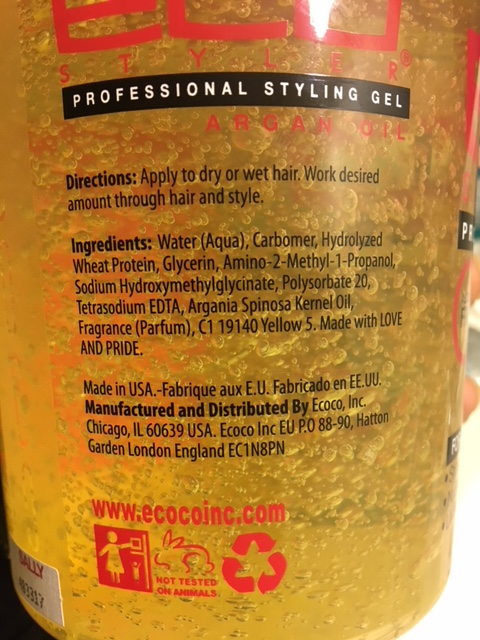 STYLER®
PROFESSIONAL STYLING GEL
ARGAN OIL
Directions: Apply to dry or wet hair. Work desired
amount through hair and style.
Ingredients: Water (Aqua), Carbomer, Hydrolyzed
Wheat Protein, Glycerin, Amino-2-Methyl-1-Propanol,
Sodium Hydroxymethylglycinate, Polysorbate 20,
Tetrasodium EDTA, Argania Spinosa Kernel Oil,
Fragrance (Parfum), C1 19140 Yellow 5. Made with LOVE
AND PRIDE.
Made in USA.-Fabrique aux E.U. Fabricado en EE.UU.
Manufactured and Distributed By Ecoco, Inc.
Chicago, IL 60639 USA. Ecoco Inc EU P.O 88-90, Hatton
Garden London England EC1N8PN
www.ecocoinc.com
NOT TESTED
ON ANIMALS
SALLY